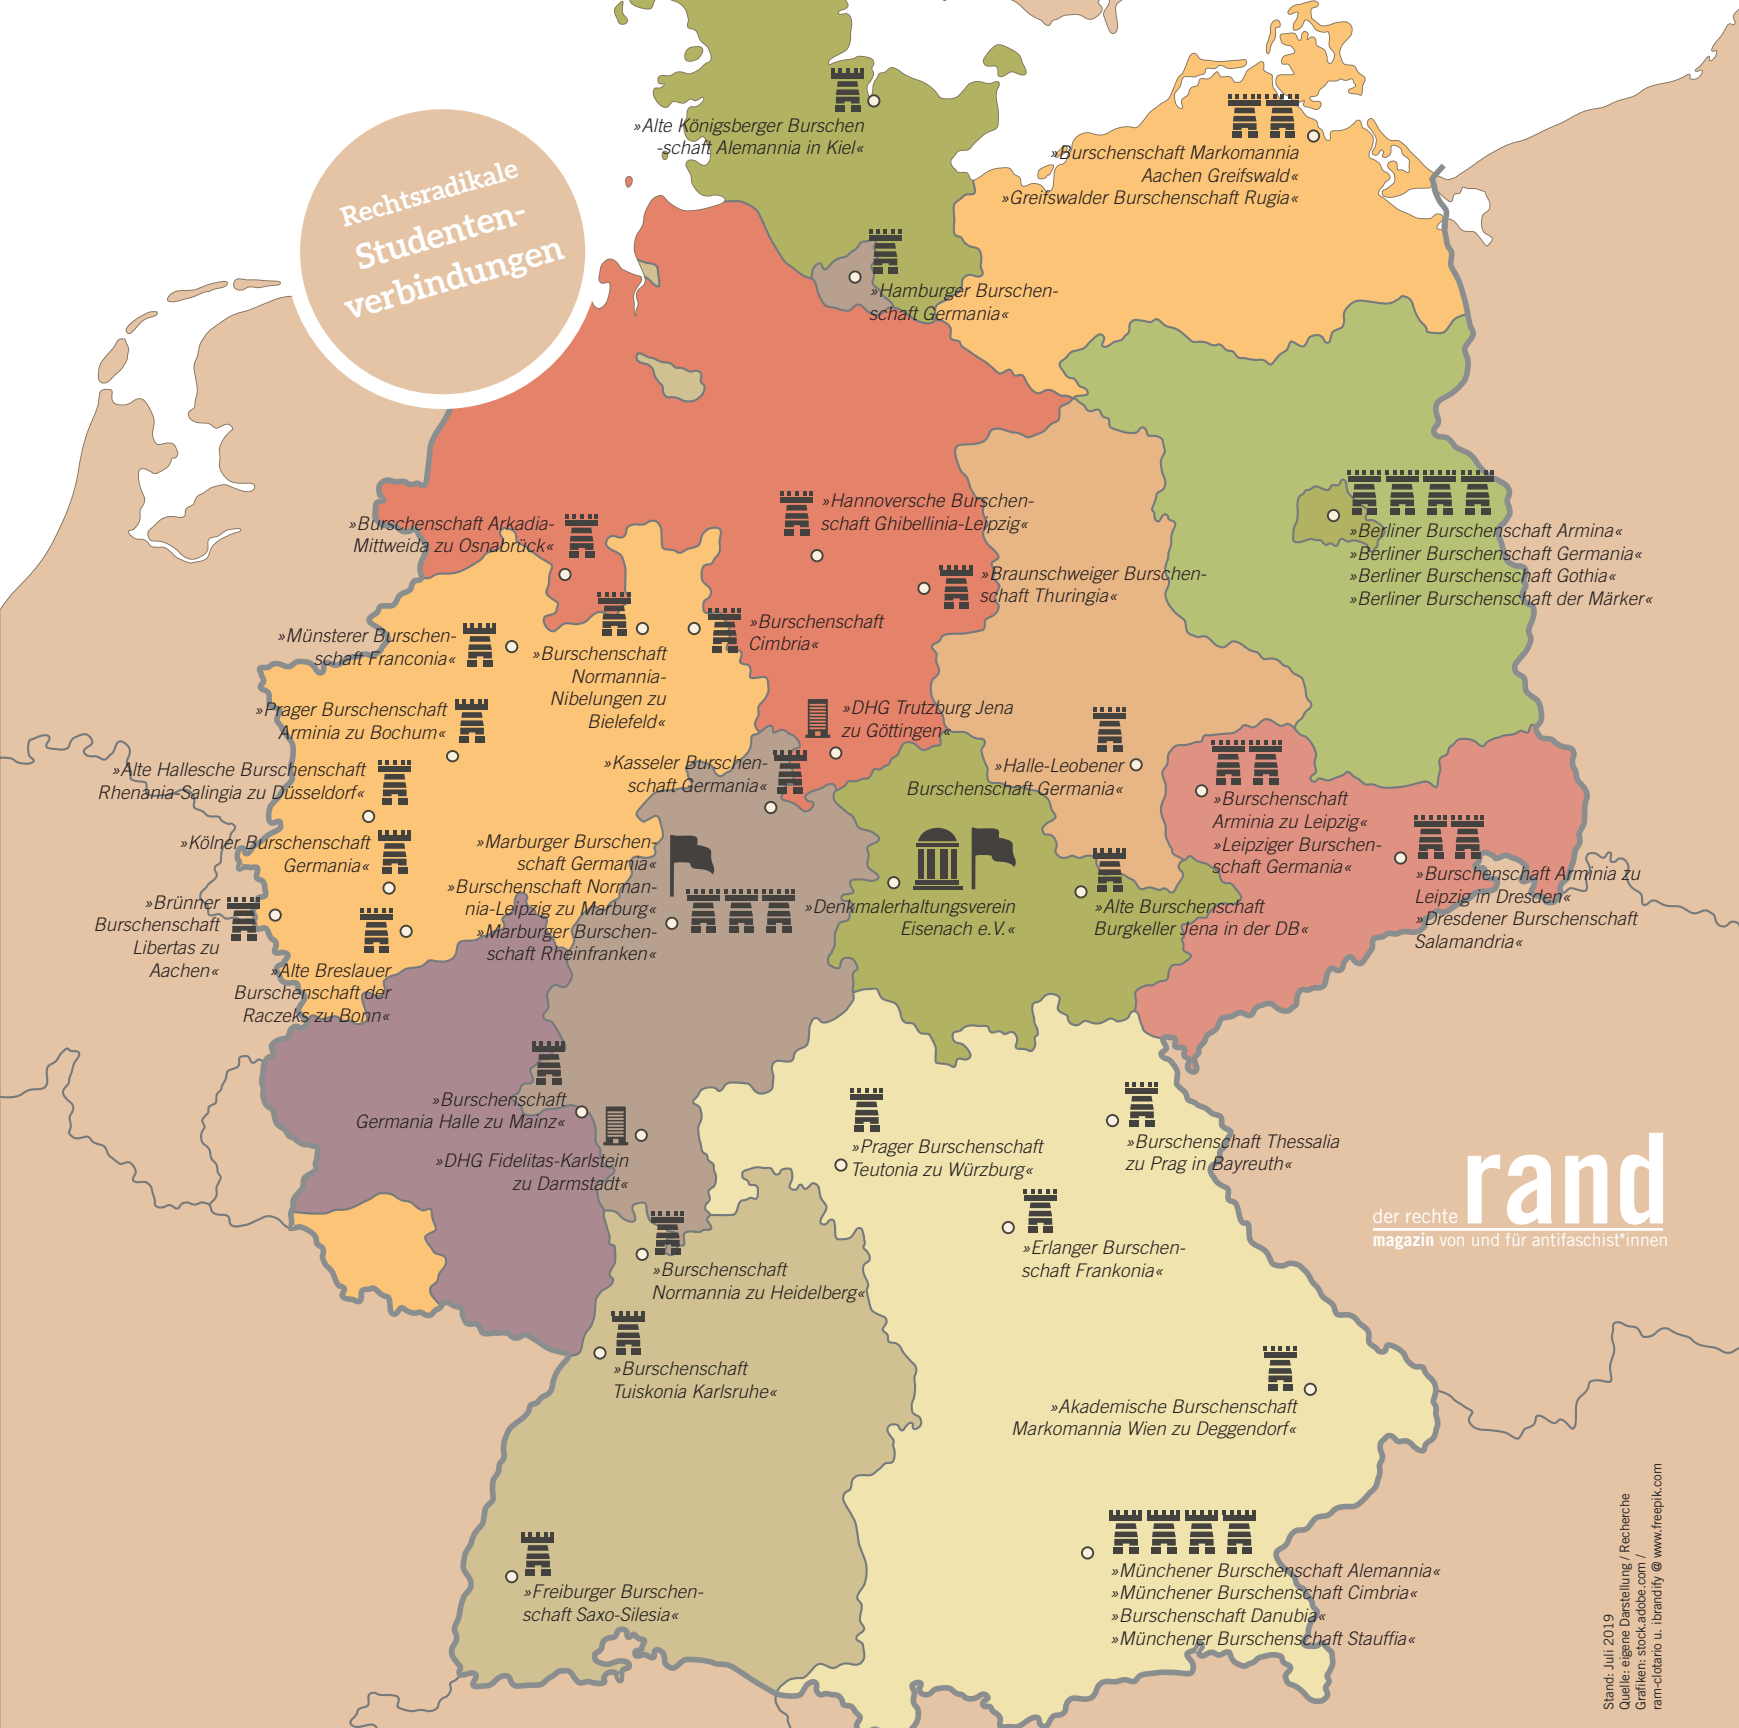 Rechtsradikale
Studenten-
verbindungen
»Alte Königsberger Burschen
-schaft Alemannia in Kiel«
»Burschenschaft Markomannia
Aachen Greifswald«
»Greifswalder Burschenschaft Rugia«
»Hamburger Burschen-
schaft Germania«
»Burschenschaft Arkadia-
Mittweida zu Osnabrück«
»Hannoversche Burschen-
schaft Ghibellinia-Leipzig«
»Braunschweiger Burschen-
schaft Thuringia«
»Berliner Burschenschaft Armina«
»Berliner Burschenschaft Germania«
»Berliner Burschenschaft Gothia«
»Berliner Burschenschaft der Märker«
»Münsterer Burschen-
schaft Franconia«
»Burschenschaft
Normannia-
Nibelungen zu
Bielefeld«
»Burschenschaft
Cimbria«
»Prager Burschenschaft
Arminia zu Bochum«
»DHG Trutzburg Jena
zu Göttingen«
»Alte Hallesche Burschenschaft
Rhenania-Salingia zu Düsseldorf«
»Kasseler Burschen-
schaft Germania«
»Halle-Leobener
Burschenschaft Germania«
»Burschenschaft
Arminia zu Leipzig«
»Leipziger Burschen-
schaft Germania«
»Kölner Burschenschaft
Germania«
»Marburger Burschen-
schaft Germania«
»Burschenschaft Norman-
nia-Leipzig zu Marburg«
»Marburger Burschen-
schaft Rheinfranken«
»Denkmalerhaltungsverein
Eisenach e.V.«
»Alte Burschenschaft
Burgkeller Jena in der DB«
»Burschenschaft Arminia zu
Leipzig in Dresden«
»Dresdener Burschenschaft
Salamandria«
»Brünner
Burschenschaft
Libertas zu
Aachen«
»Alte Breslauer
Burschenschaft der
Raczeks zu Bonn«
»Burschenschaft
Germania Halle zu Mainz«
»DHG Fidelitas-Karlstein
zu Darmstadt«
»Prager Burschenschaft
Teutonia zu Würzburg«
»Burschenschaft Thessalia
zu Prag in Bayreuth«
»Erlanger Burschen-
schaft Frankonia«
»Burschenschaft
Normannia zu Heidelberg«
»Burschenschaft
Tuiskonia Karlsruhe«
»Akademische Burschenschaft
Markomannia Wien zu Deggendorf«
»Freiburger Burschen-
schaft Saxo-Silesia«
»Münchener Burschenschaft Alemannia«
»Münchener Burschenschaft Cimbria«
»Burschenschaft Danubia«
»Münchener Burschenschaft Stauffia«
der rechte rand
magazin von und für antifaschist*innen
Stand: Juli 2019
Quelle: eigene Darstellung / Recherche
Grafiken: stock.adobe.com /
ram-clotario u. ibrandify @ www.freepik.com